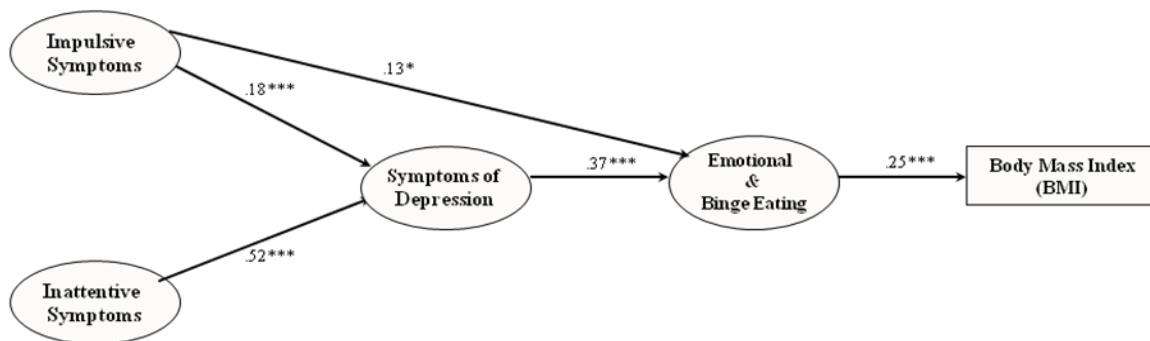 Impulsive
Symptoms
.13*
.18***
Symptoms of
Depression
.37***
Emotional
&
Binge Eating
.25***
Body Mass Index
(BMI)
.52***
Inattentive
Symptoms